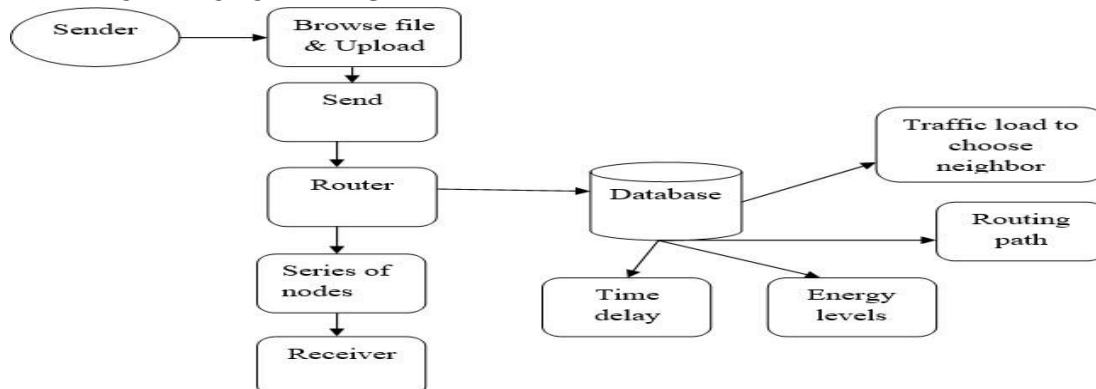 Sender
Browse file
& Upload
Send
Router
Series of
nodes
Receiver
Database
Traffic load to
choose
neighbor
Routing
path
Time
delay
Energy
levels